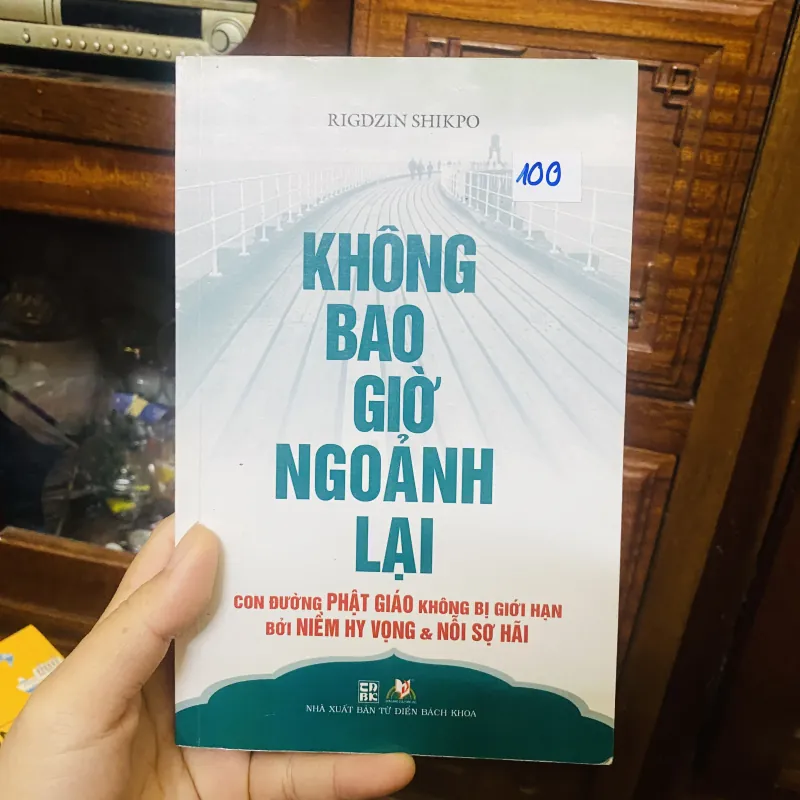 RIGDZIN SHIKPO
100
KHÔNG
BAO
GIỜ
NGOẢNH
LẠI
CON ĐƯỜNG PHẬT GIÁO KHÔNG BỊ GIỚI HẠN
BỞI NIỀM HY VỌNG & NỖI SỢ HÃI
NHÀ XUẤT BẢN TỪ ĐIỂN BÁCH KHOA